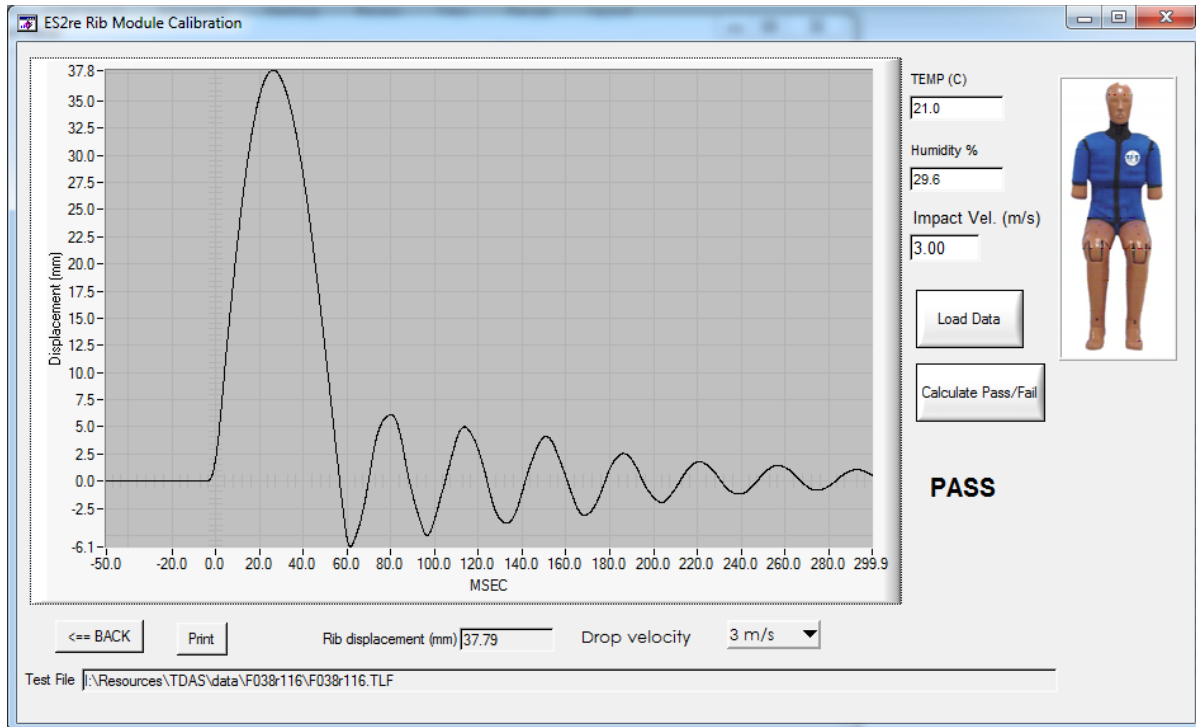 ES2re Rib Module Calibration
37.8
35.0
32.5
30.0
27.5
25.0
22.5
20.0
17.5
15.0
12.5
10.0
7.5
5.0
2.5
0.0
-2.5
-6.1
Displacement (mm)
-50.0 -20.0 0.0 20.0 40.0 60.0 80.0 100.0 120.0 140.0 160.0 180.0 200.0 220.0 240.0 260.0 280.0 299.9
MSEC
TEMP (C)
21.0
Humidity %
29.6
Impact Vel. (m/s)
3.00
Load Data
Calculate Pass/Fail
PASS
<== BACK Print Rib displacement (mm) 37.79 Drop velocity 3 m/s
Test File I:\Resources\TDAS\data\F038r116\F038r116.TLF